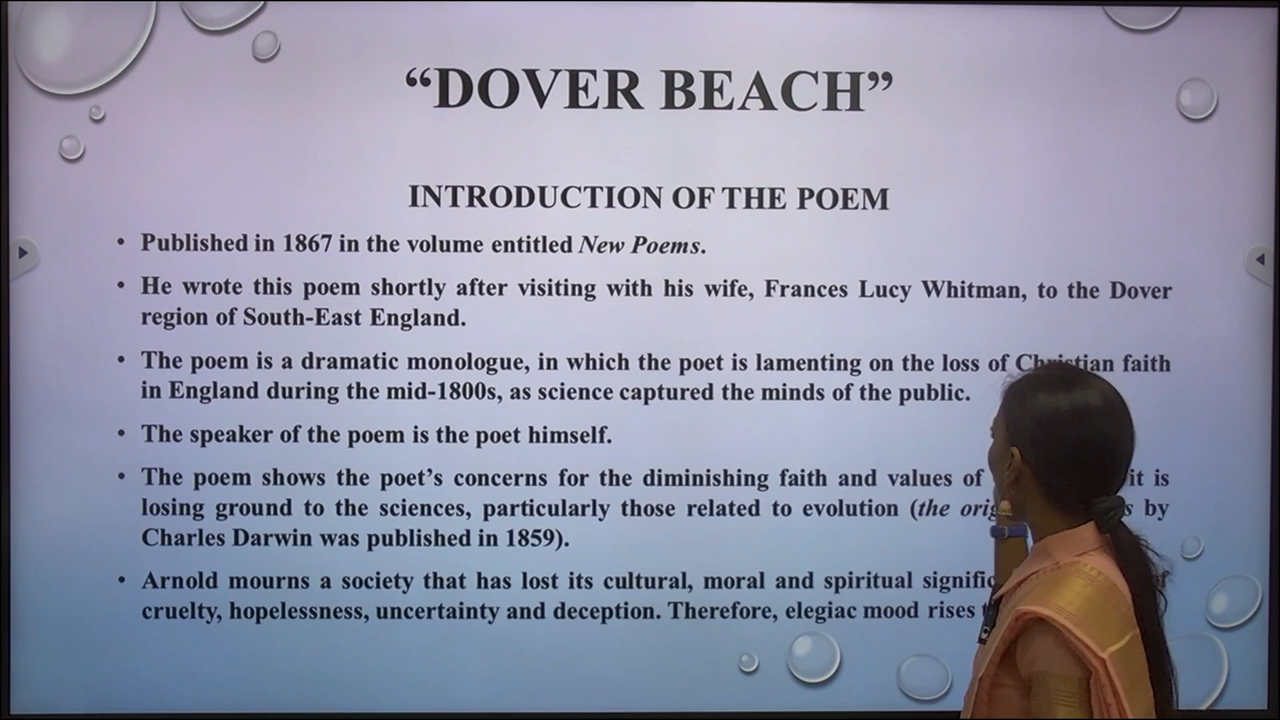 “DOVER BEACH”
INTRODUCTION OF THE POEM
• Published in 1867 in the volume entitled New Poems.
• He wrote this poem shortly after visiting with his wife, Frances Lucy Whitman, to the Dover
region of South-East England.
• The poem is a dramatic monologue, in which the poet is lamenting on the loss of Christian faith
in England during the mid-1800s, as science captured the minds of the public.
• The speaker of the poem is the poet himself.
• The poem shows the poet’s concerns for the diminishing faith and values of it is
losing ground to the sciences, particularly those related to evolution (the by
Charles Darwin was published in 1859).
• Arnold mourns a society that has lost its cultural, moral and spiritual
cruelty, hopelessness, uncertainty and deception. Therefore, elegiac mood rises